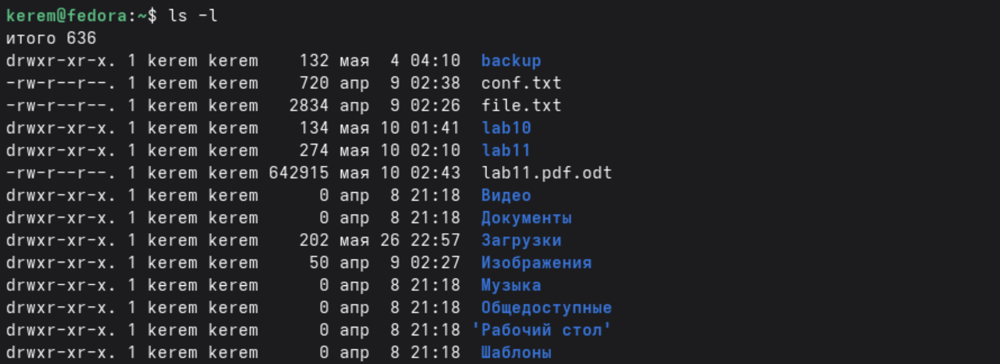 kerem@fedora:~$ ls -l
итого 636
drwxr-xr-x. 1 kerem kerem    132 мая  4 04:10  backup
-rw-r--r--. 1 kerem kerem    720 апр  9 02:38  conf.txt
-rw-r--r--. 1 kerem kerem   2834 апр  9 02:26  file.txt
drwxr-xr-x. 1 kerem kerem    134 мая 10 01:41  lab10
drwxr-xr-x. 1 kerem kerem    274 мая 10 02:10  lab11
-rw-r--r--. 1 kerem kerem 642915 мая 10 02:43  lab11.pdf.odt
drwxr-xr-x. 1 kerem kerem      0 апр  8 21:18  Видео
drwxr-xr-x. 1 kerem kerem      0 апр  8 21:18  Документы
drwxr-xr-x. 1 kerem kerem    202 мая 26 22:57  Загрузки
drwxr-xr-x. 1 kerem kerem     50 апр  9 02:27  Изображения
drwxr-xr-x. 1 kerem kerem      0 апр  8 21:18  Музыка
drwxr-xr-x. 1 kerem kerem      0 апр  8 21:18  Общедоступные
drwxr-xr-x. 1 kerem kerem      0 апр  8 21:18 'Рабочий стол'
drwxr-xr-x. 1 kerem kerem      0 апр  8 21:18  Шаблоны